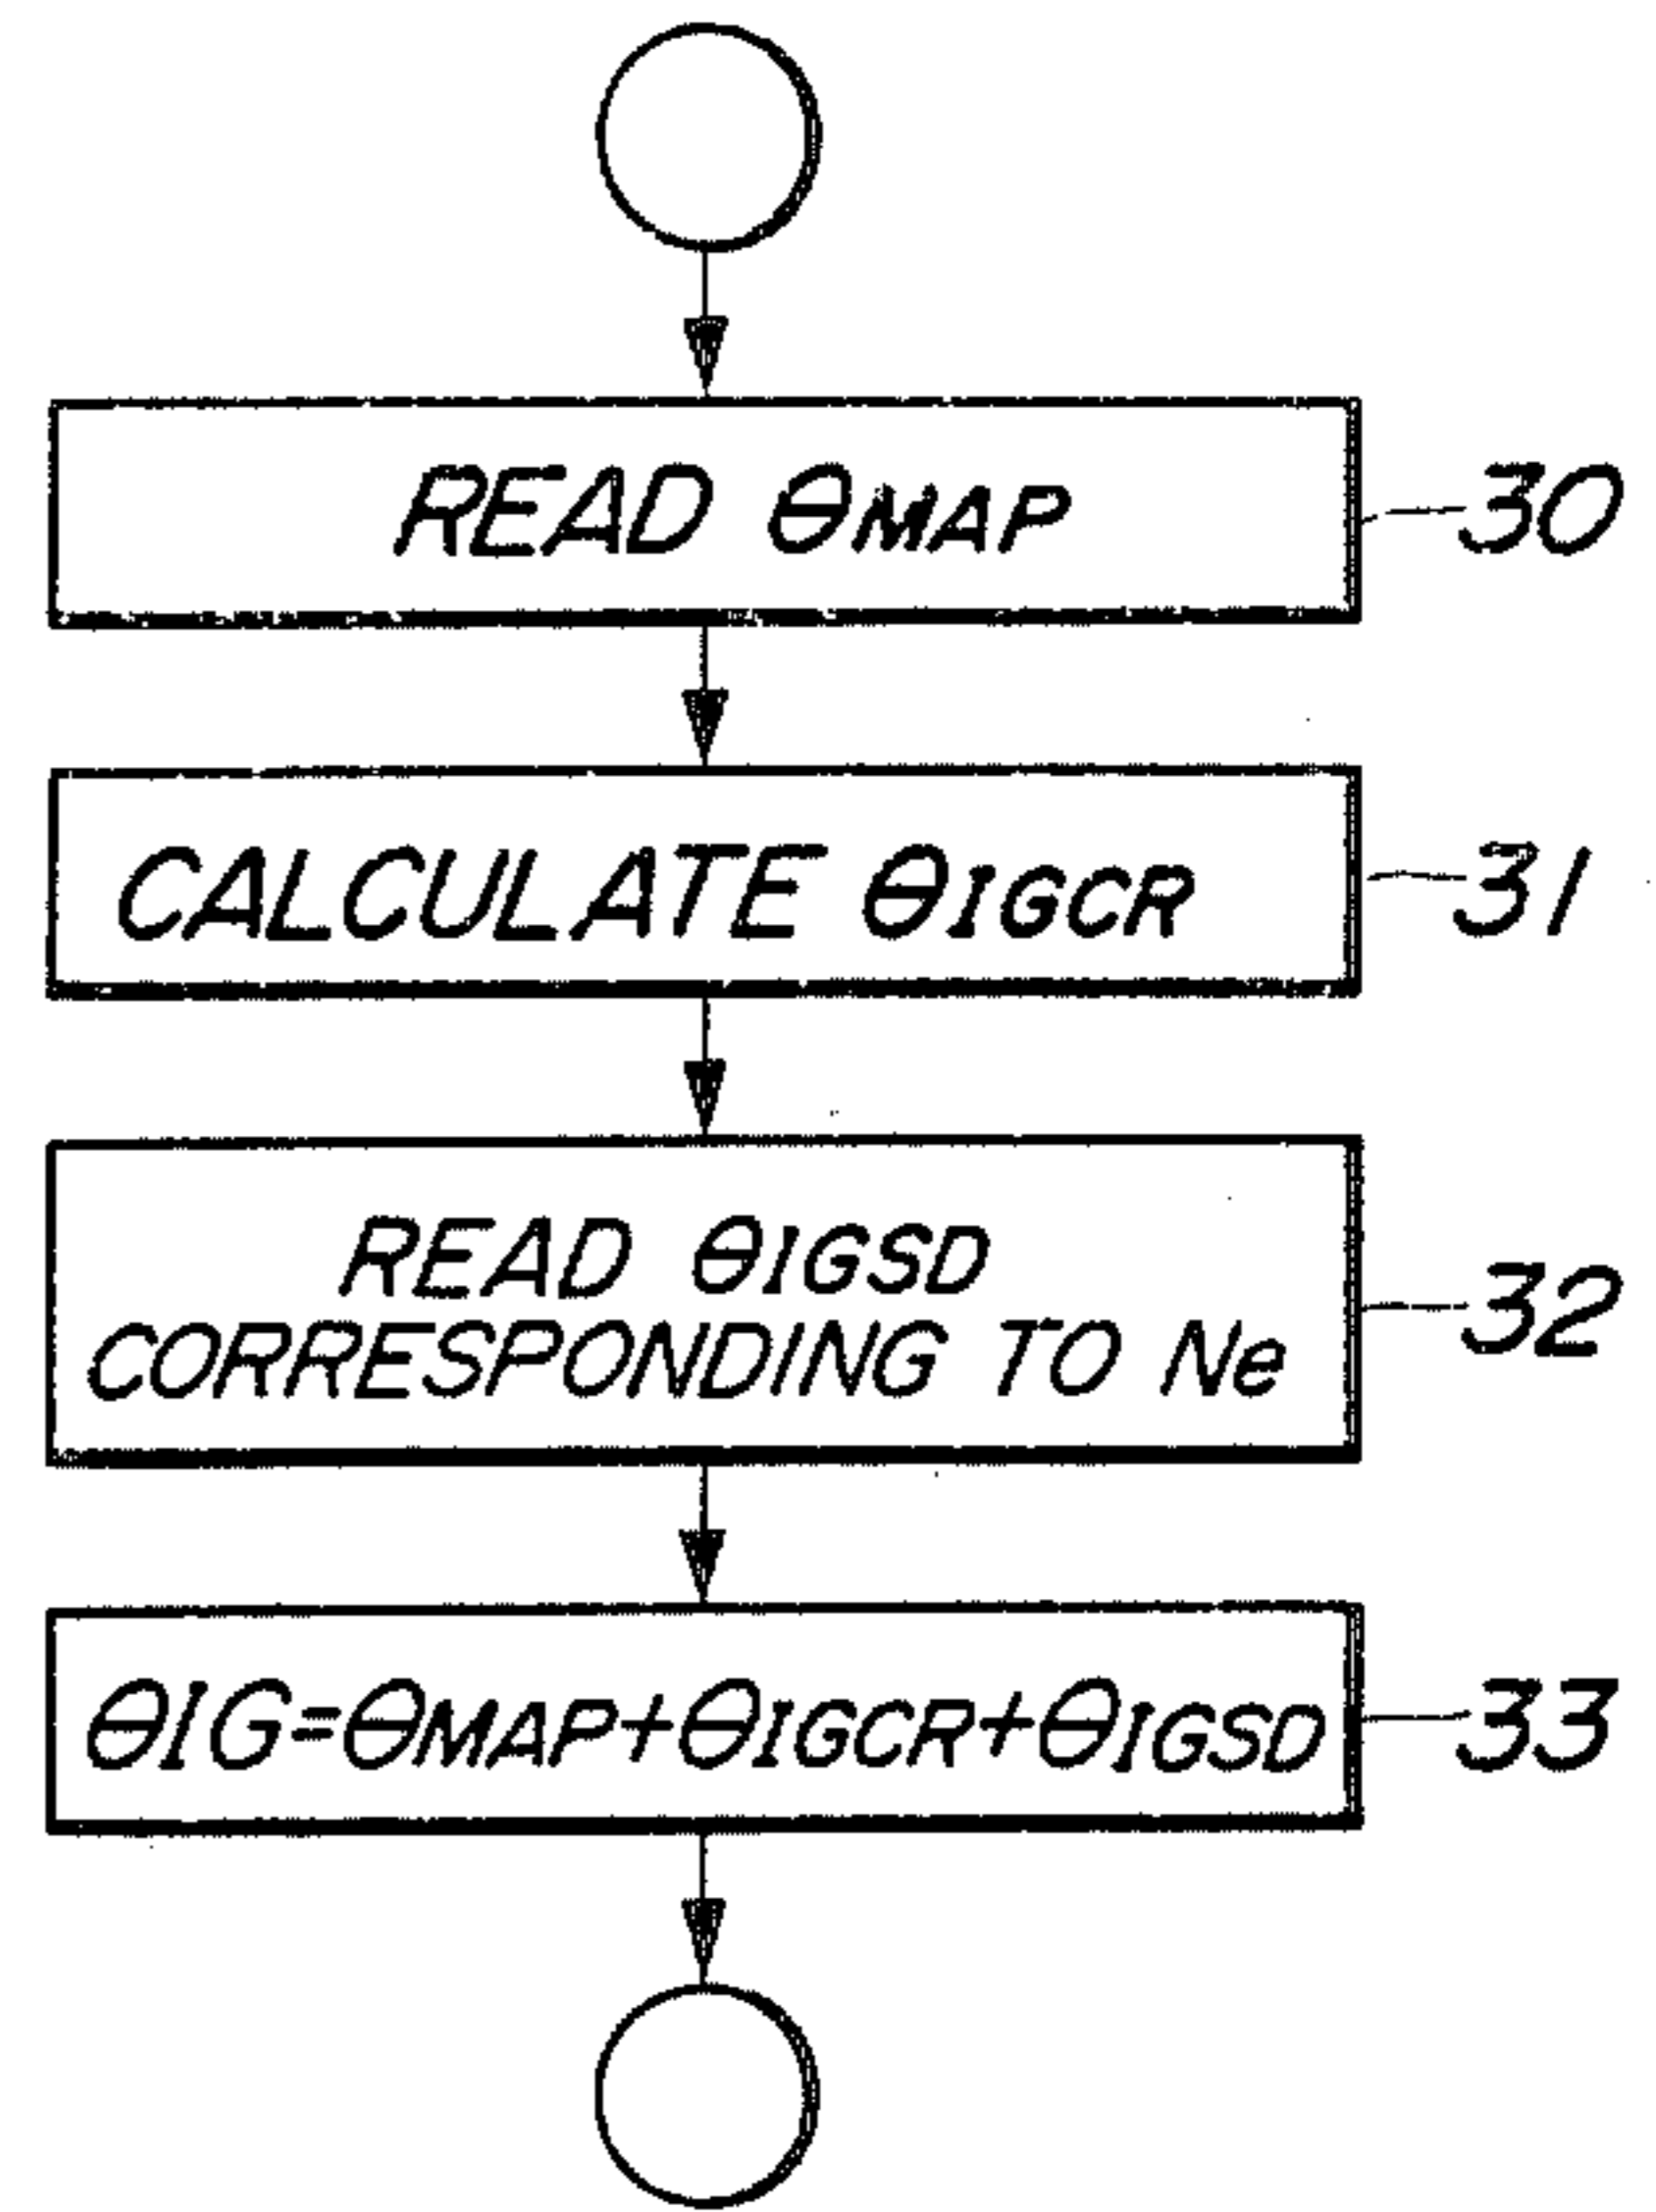 READ θMAP
30
CALCULATE θIGCR
31
READ θIGSD
CORRESPONDING TO Ne
32
θIG=θMAP+θIGCR+θIGSD
33